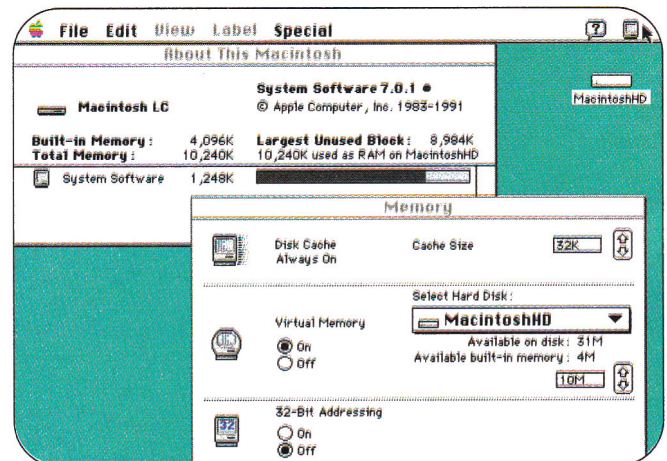 File Edit View Label Special
About This Macintosh
System Software 7.0.1 •
Macintosh LC
© Apple Computer, Inc. 1983-1991
Built-in Memory: 4,096K Largest Unused Block: 8,984K
Total Memory: 10,240K 10,240K used as RAM on MacintoshHD
System Software 1,248K
MacintoshHD
Memory
Disk Cache Cache Size 32K
Always On
Select Hard Disk:
Virtual Memory MacintoshHD
On Available on disk: 31M
Off Available built-in memory: 4M
10M
32-Bit Addressing
32
On
Off